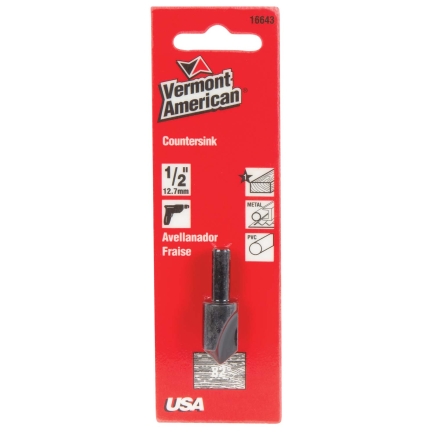 16643
Vermont
American®
Countersink
1/2"
12.7mm
METAL
PVC
Avellanador
Fraise
82°
USA